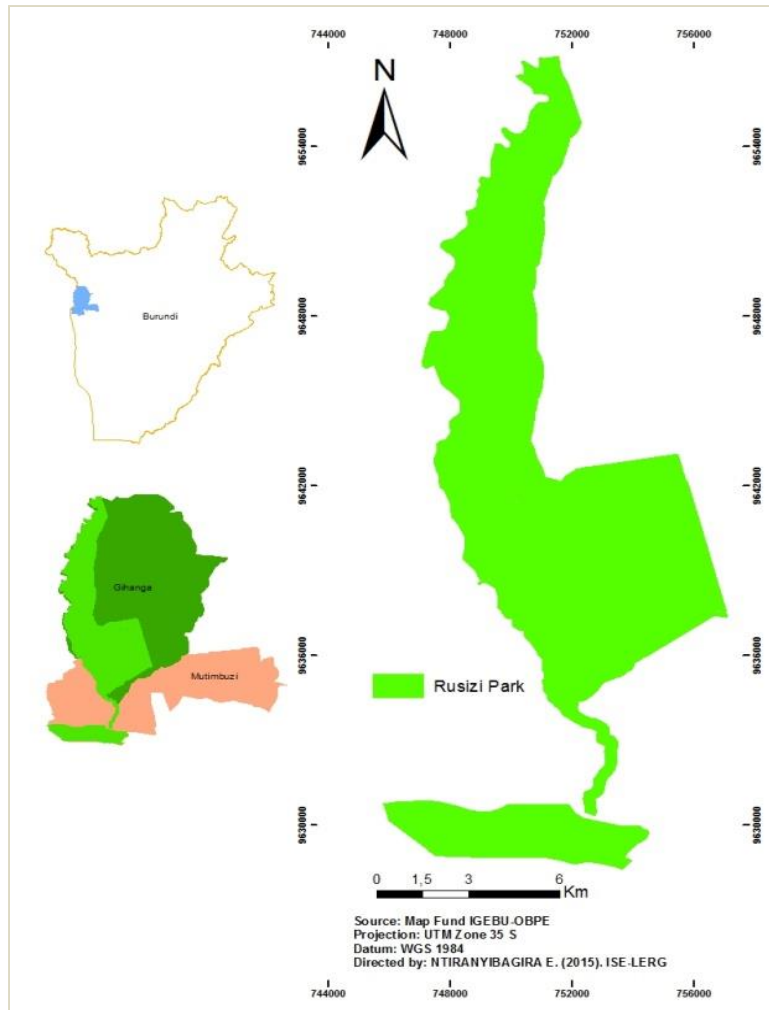 744000 748000 752000 756000
N
9654000 9654000
Burundi
9648000 9648000
9642000 9642000
Gihanga
9636000 9636000
Mutimbuzi
Rusizi Park
9630000 9630000
0 1,5 3 6
Km
Source: Map Fund IGEBU-OBPE
Projection: UTM Zone 35 S
Datum: WGS 1984
Directed by: NTIRANYIBAGIRA E. (2015). ISE-LERG
744000 748000 752000 756000